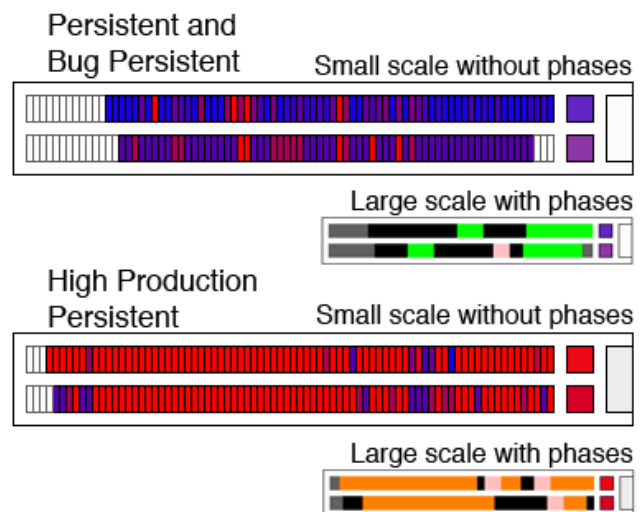 Persistent and
Bug Persistent
Small scale without phases
Large scale with phases
High Production
Persistent
Small scale without phases
Large scale with phases